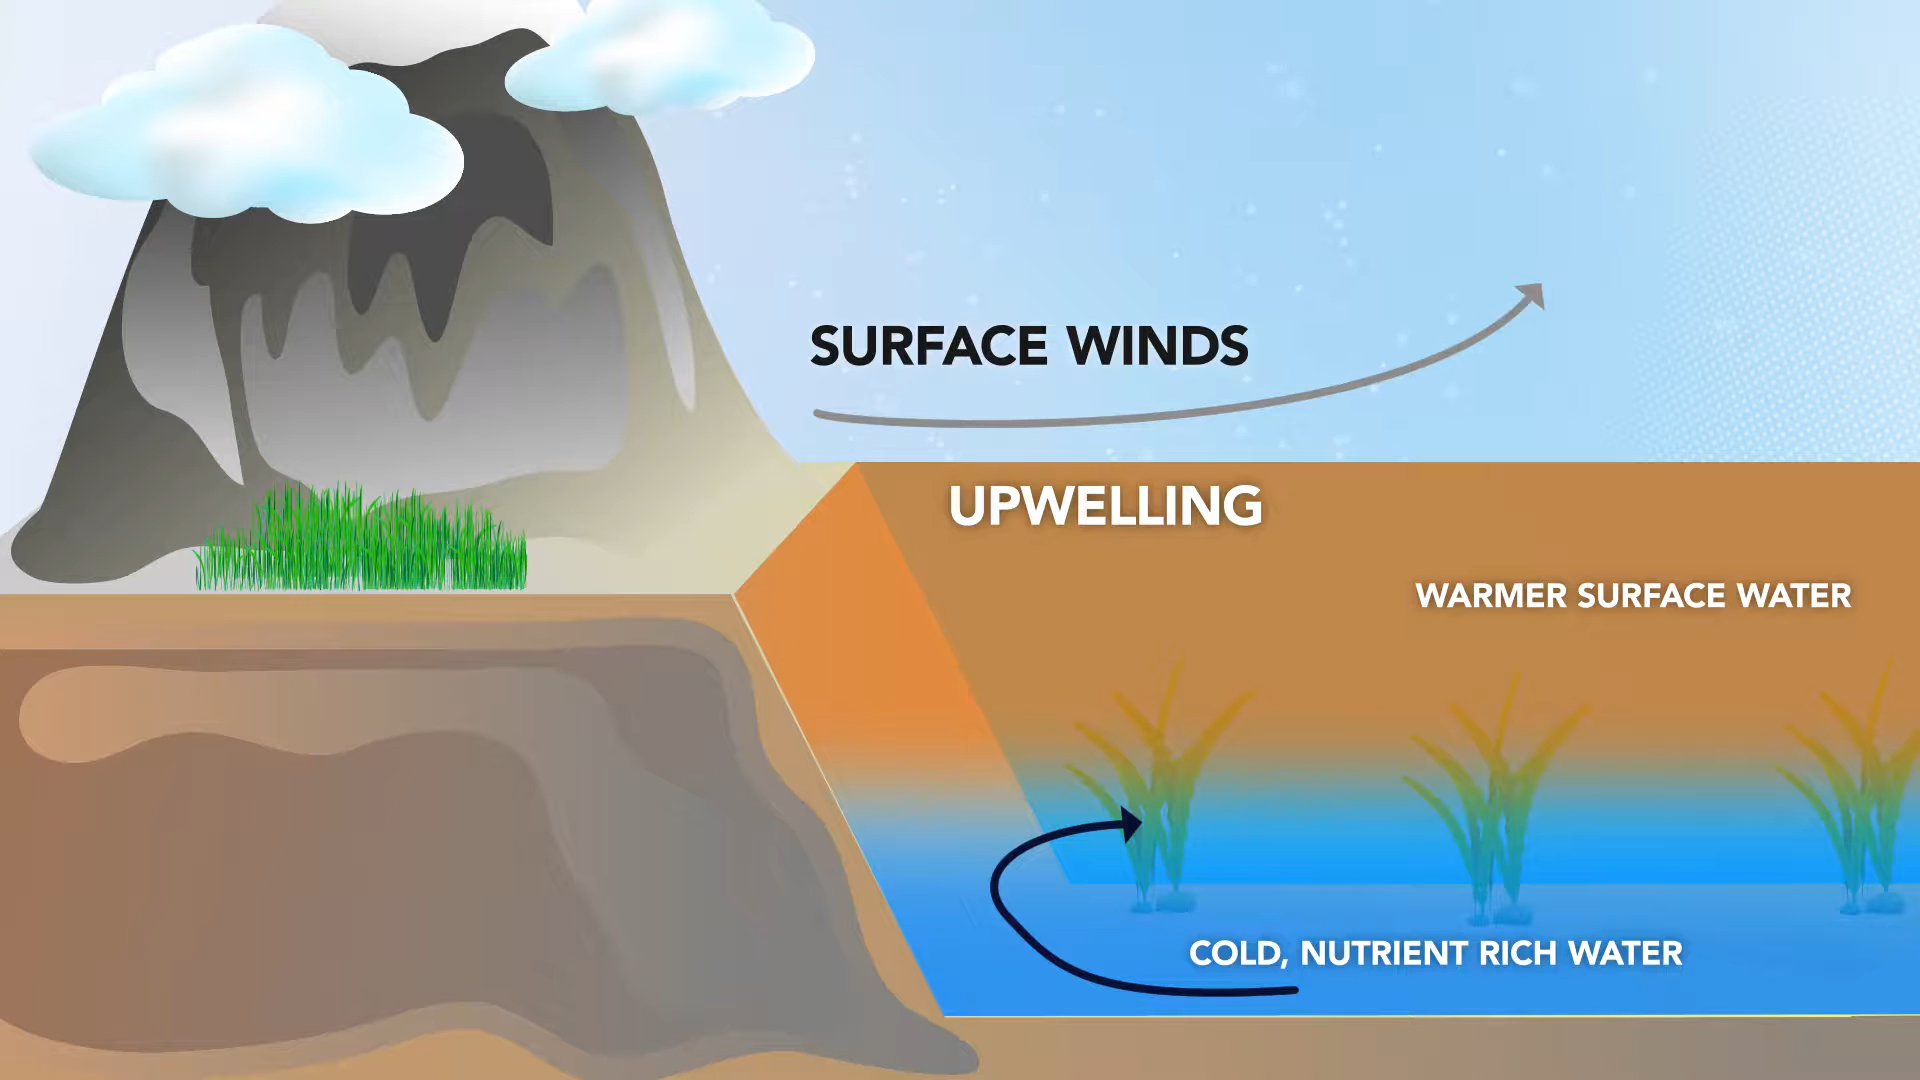 SURFACE WINDS
UPWELLING
WARMER SURFACE WATER
COLD, NUTRIENT RICH WATER